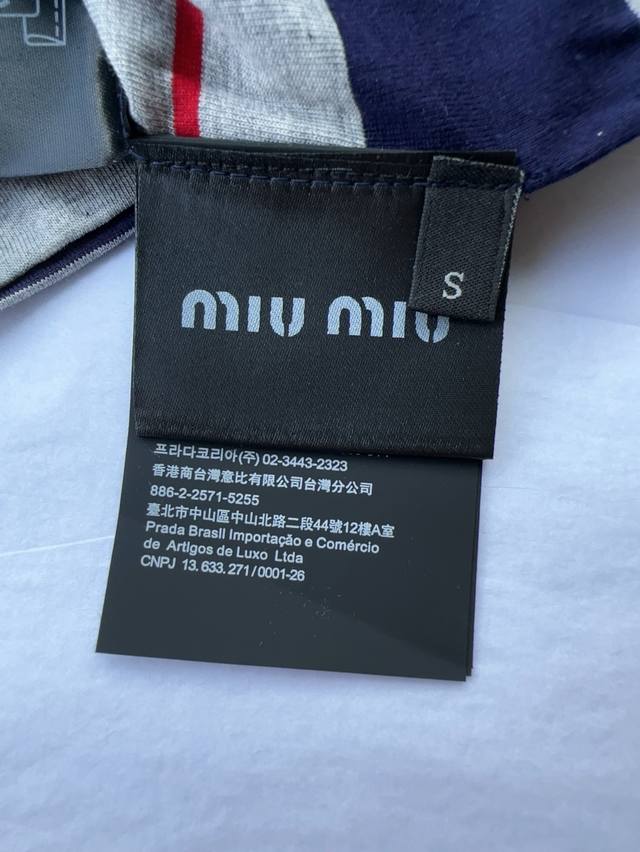 miu miu
S
프라다코리아(주) 02-3443-2323
香港商台灣意比有限公司台灣分公司
886-2-2571-5255
臺北市中山區中山北路二段44號12樓A室
Prada Brasil Importação e Comércio
de Artigos de Luxo Ltda
CNPJ 13.633.271/0001-26